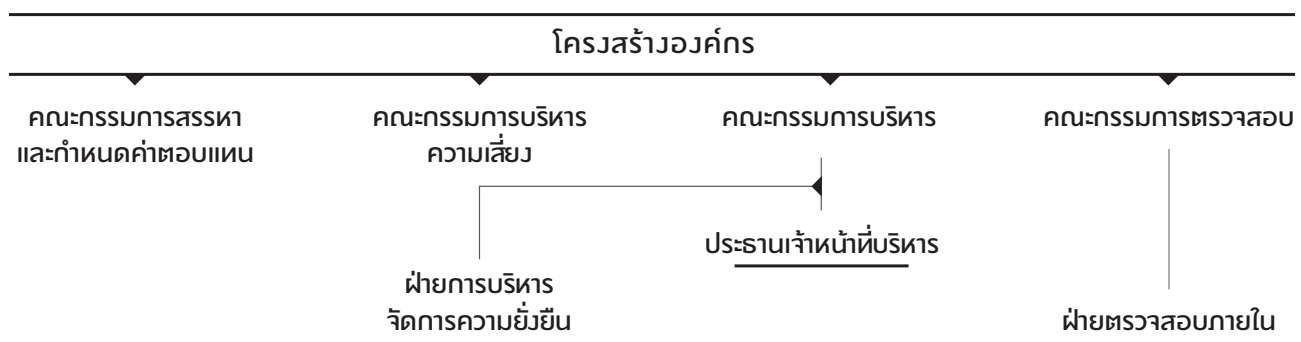 โครงสร้างองค์กร
คณะกรรมการสรรหา
และกำหนดค่าตอบแทน
คณะกรรมการบริหาร
ความเสี่ยง
คณะกรรมการบริหาร
คณะกรรมการตรวจสอบ
ประธานเจ้าหน้าที่บริหาร
ฝ่ายการบริหาร
จัดการความยั่งยืน
ฝ่ายตรวจสอบภายใน